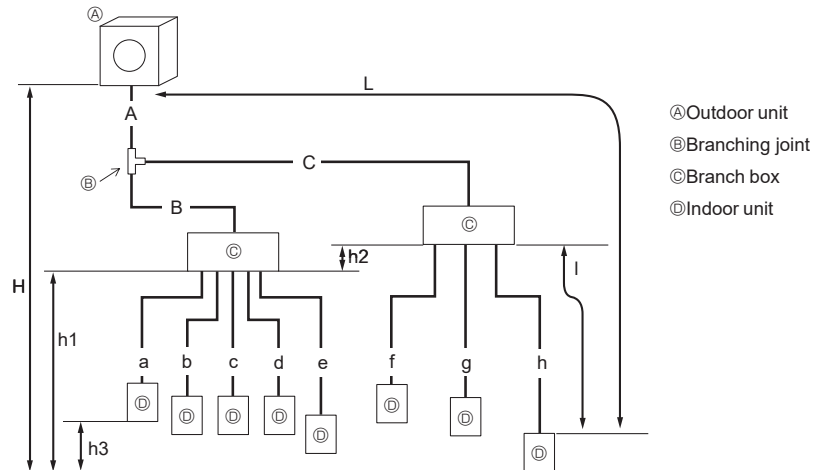 Ⓐ
L
A
ⒶOutdoor unit
ⒷBranching joint
ⒸBranch box
ⒹIndoor unit
Ⓑ
C
B
Ⓒ
Ⓒ
h2
H
h1
l
a
b
c
d
e
f
g
h
Ⓓ
Ⓓ
Ⓓ
Ⓓ
Ⓓ
Ⓓ
Ⓓ
Ⓓ
h3